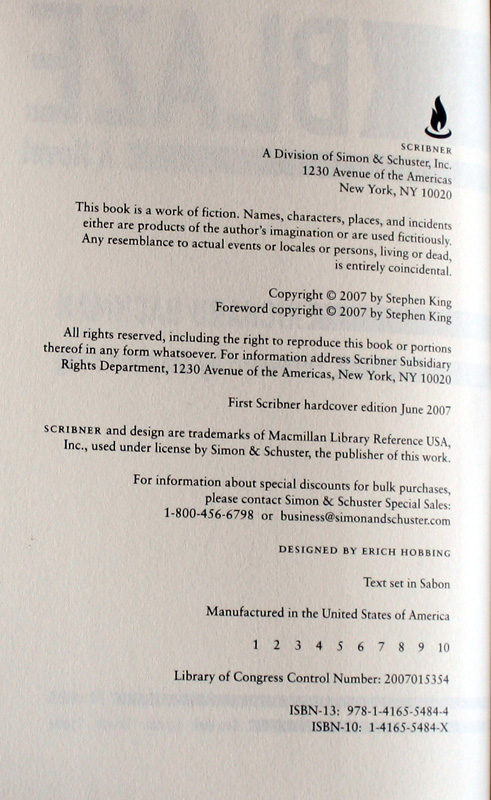 SCRIBNER
A Division of Simon & Schuster, Inc.
1230 Avenue of the Americas
New York, NY 10020
This book is a work of fiction. Names, characters, places, and incidents
either are products of the author's imagination or are used fictitiously.
Any resemblance to actual events or locales or persons, living or dead,
is entirely coincidental.
Copyright © 2007 by Stephen King
Foreword copyright © 2007 by Stephen King
All rights reserved, including the right to reproduce this book or portions
thereof in any form whatsoever. For information address Scribner Subsidiary
Rights Department, 1230 Avenue of the Americas, New York, NY 10020
First Scribner hardcover edition June 2007
SCRIBNER and design are trademarks of Macmillan Library Reference USA,
Inc., used under license by Simon & Schuster, the publisher of this work.
For information about special discounts for bulk purchases,
please contact Simon & Schuster Special Sales:
1-800-456-6798 or business@simonandschuster.com
DESIGNED BY ERICH HOBBING
Text set in Sabon
Manufactured in the United States of America
1 2 3 4 5 6 7 8 9 10
Library of Congress Control Number: 2007015354
ISBN-13: 978-1-4165-5484-4
ISBN-10: 1-4165-5484-X